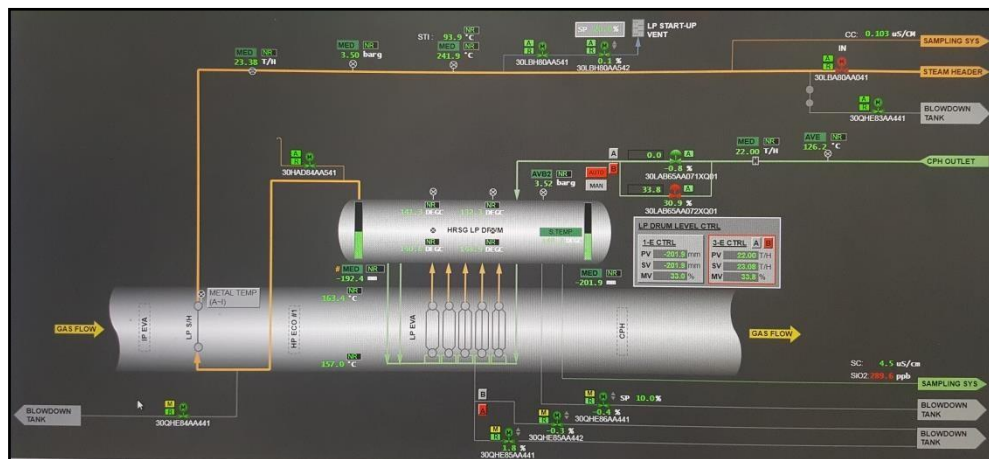 SP %
LP START-UP
VENT
NR
STI : 93.9 °C
CC: 0.103 uS/cm
SAMPLING SYS
MED NR
23.38 T/H
MED NR
3.50 barg
MED NR
241.9 °C
A
R
H
30LBH80AA541
A
R
H
0.1 %
30LBH80AA542
IN
A
R
H
30LBA80AA041
STEAM HEADER
A
R
H
30QHE83AA441
BLOWDOWN
TANK
A
R
H
30HAD84AA541
A
B
AUTO
MAN
0.0 A
-0.8 %
30LAB65AA071XQ01
33.8 A
30.9 %
30LAB65AA072XQ01
MED NR
22.00 T/H
AVE NR
126.2 °C
CPH OUTLET
AVB2 NR
3.52 barg
NR
DEGC
NR
DEGC
HRSG LP DRUM
S.TEMP
NR
DEGC
NR
DEGC
LP DRUM LEVEL CTRL
1-E CTRL
PV -201.9 mm
SV -201.9 mm
MV 33.8 %
3-E CTRL A B
PV 22.00 T/H
SV 23.08 T/H
MV 33.8 %
# MED NR
-192.4
MED NR
-201.9
METAL TEMP
(A~I)
NR
163.4 °C
GAS FLOW
IP EVA
LP S/H
HP ECO #1
LP EVA
CPH
GAS FLOW
NR
157.0 °C
SC: 4.5 uS/cm
SiO2: ppb
SAMPLING SYS
BLOWDOWN
TANK
M
R
H
30QHE84AA441
B
A
M
R
H
SP 10.0%
-0.4 %
30QHE86AA441
BLOWDOWN
TANK
M
R
H
-0.3 %
30QHE85AA442
M
R
H
1.8 %
30QHE85AA441
BLOWDOWN
TANK